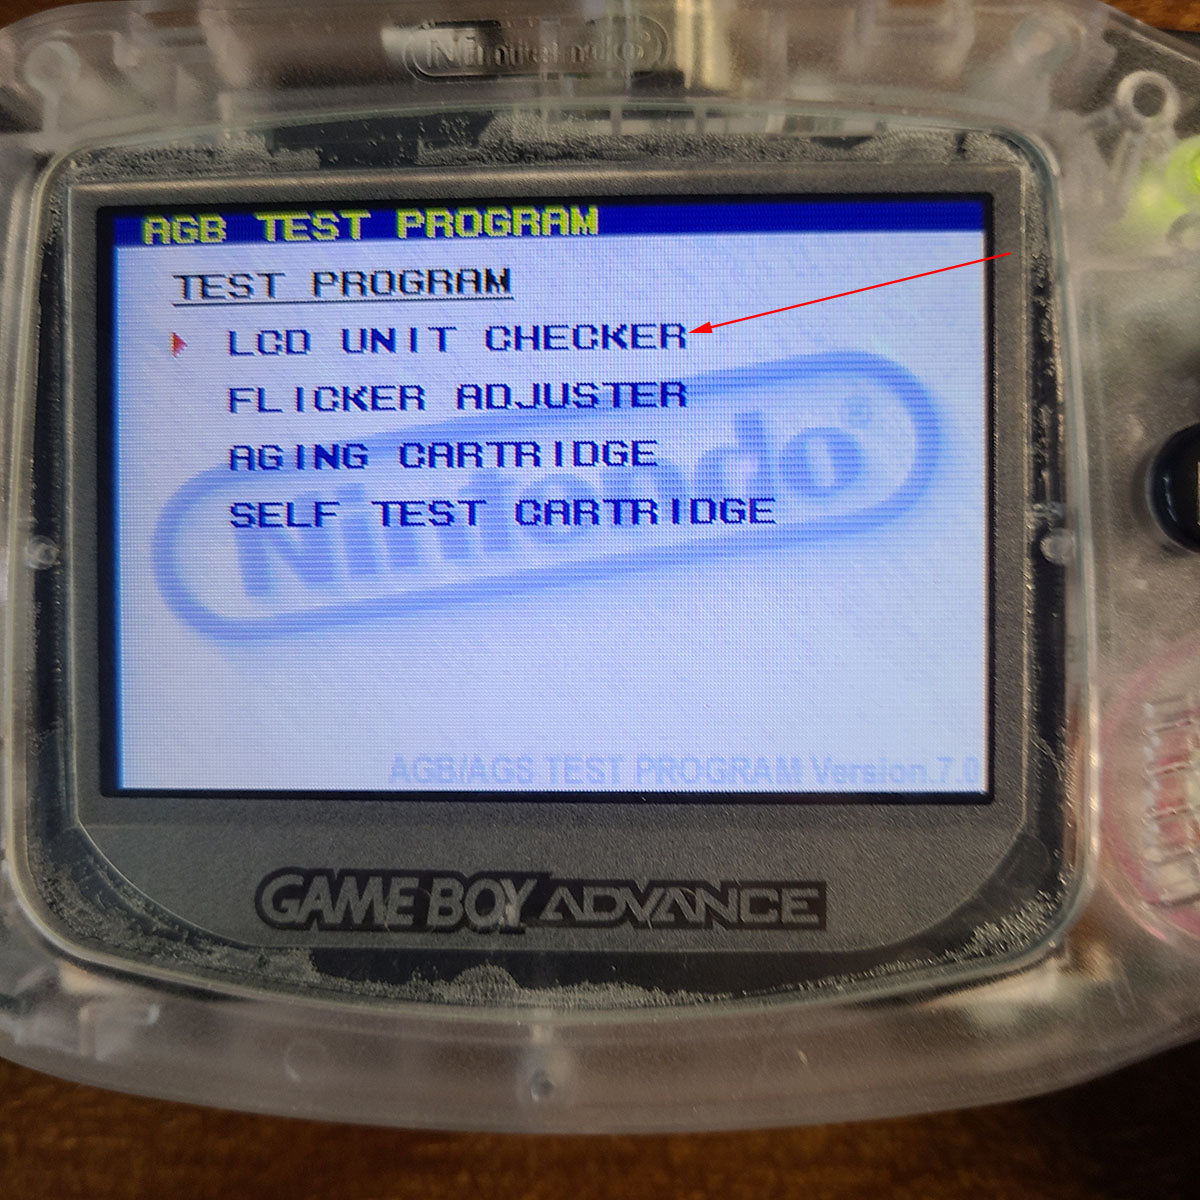 Nintendo
AGB TEST PROGRAM
TEST PROGRAM
LCD UNIT CHECKER
FLICKER ADJUSTER
AGING CARTRIDGE
SELF TEST CARTRIDGE
Nintendo®
AGB/AGS TEST PROGRAM Version.7.0
GAME BOY ADVANCE